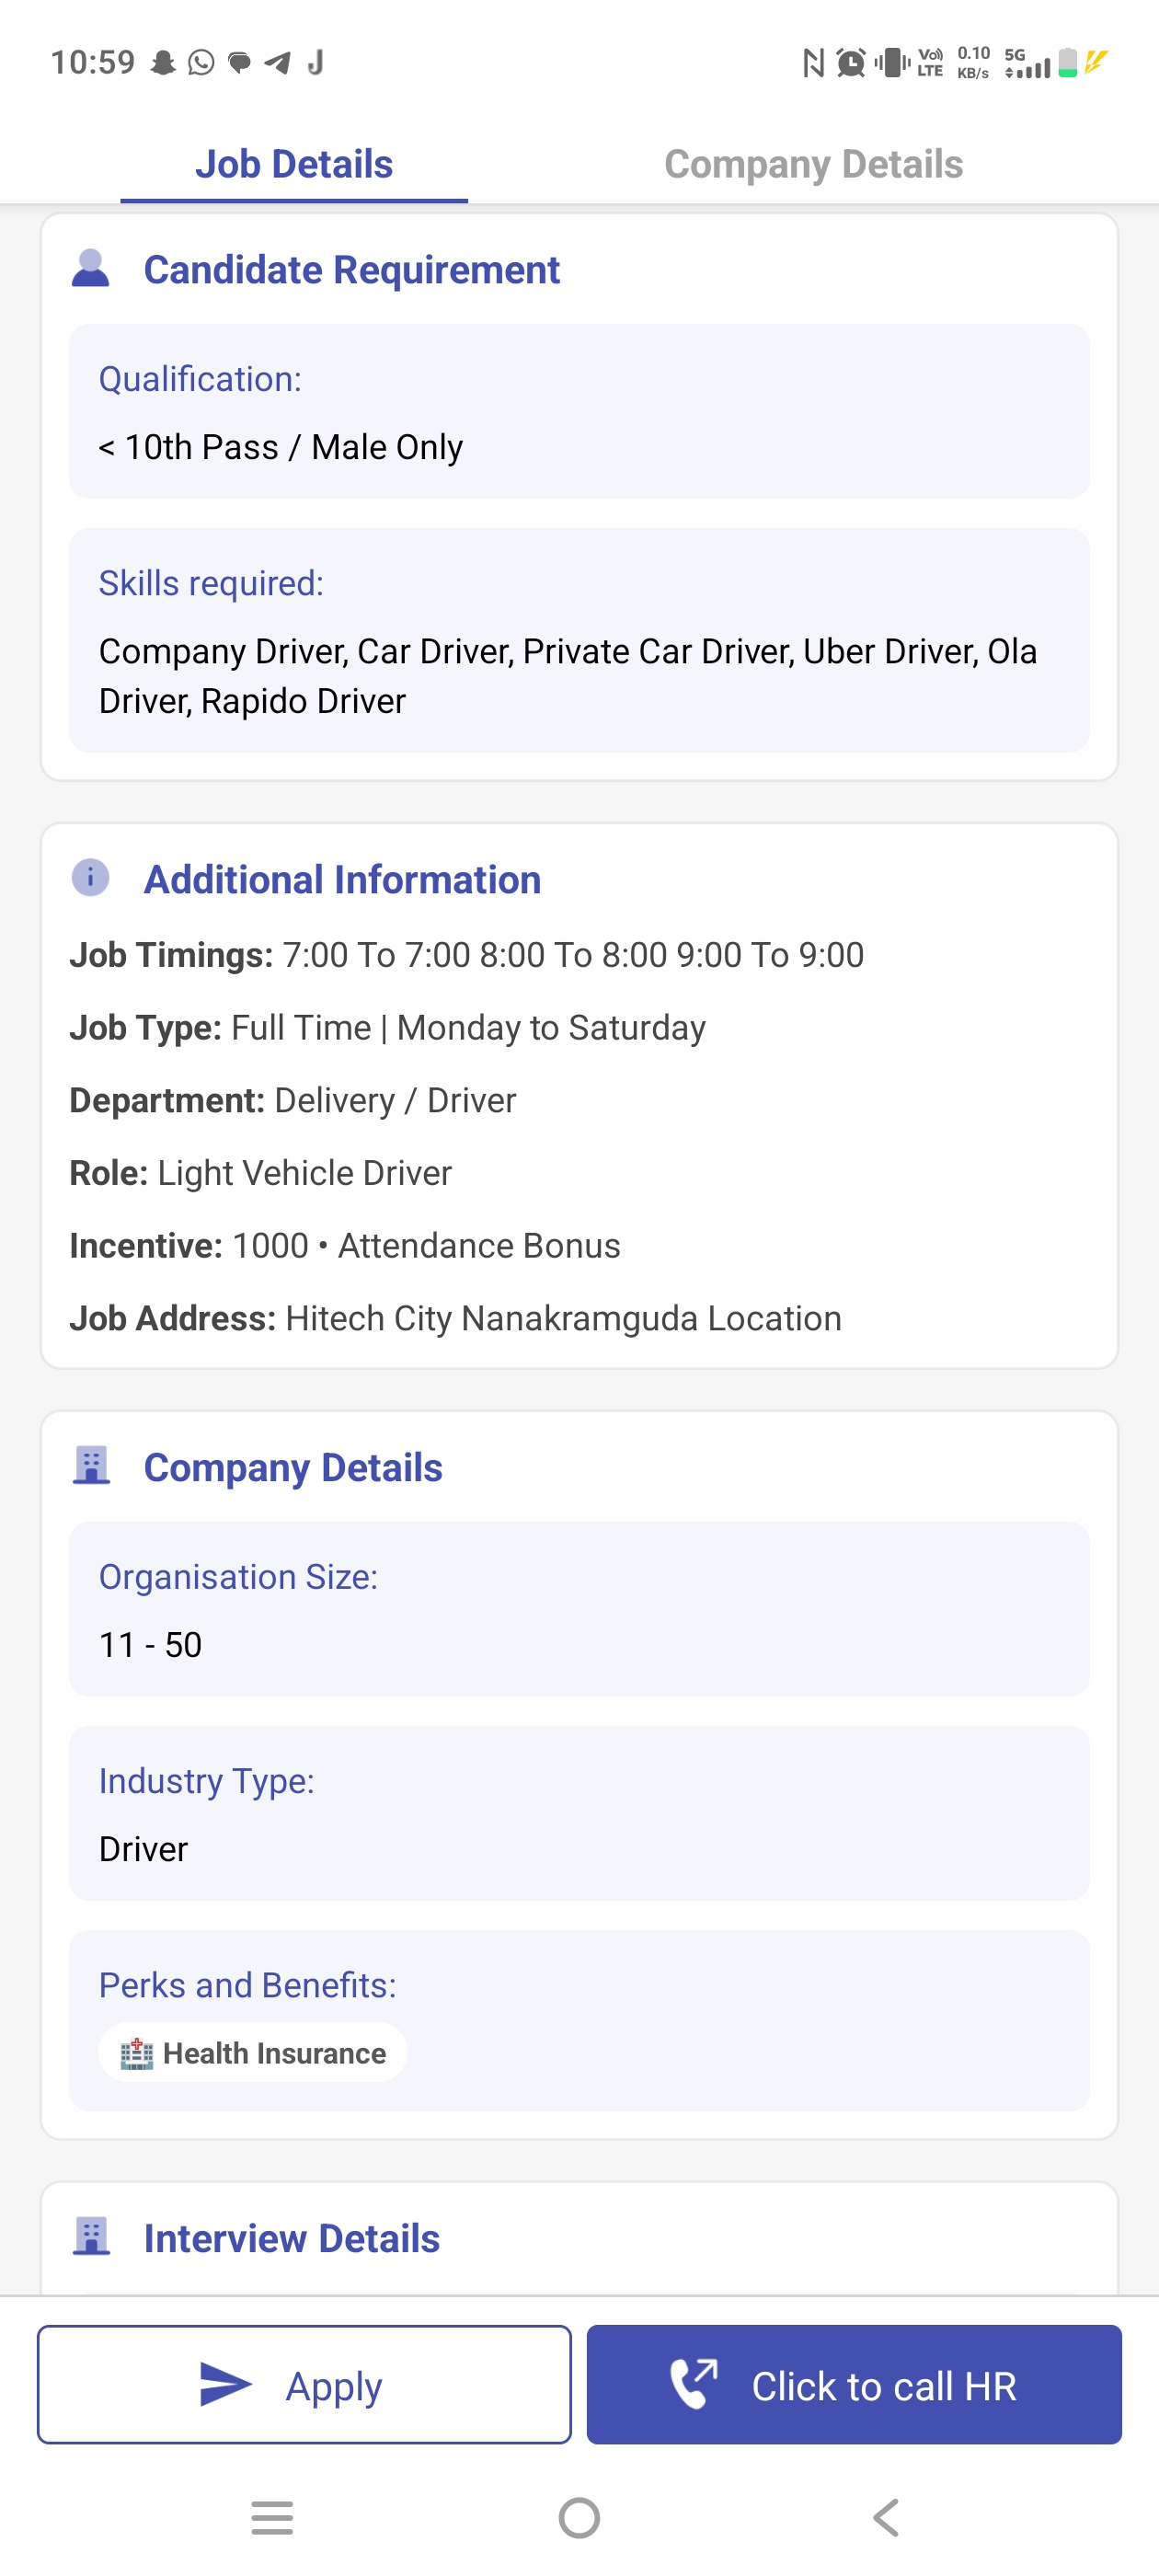 10:59
Vo)
LTE
0.10
KB/s
5G
Job Details
Company Details
Candidate Requirement
Qualification:
< 10th Pass / Male Only
Skills required:
Company Driver, Car Driver, Private Car Driver, Uber Driver, Ola
Driver, Rapido Driver
Additional Information
Job Timings: 7:00 To 7:00 8:00 To 8:00 9:00 To 9:00
Job Type: Full Time | Monday to Saturday
Department: Delivery / Driver
Role: Light Vehicle Driver
Incentive: 1000 • Attendance Bonus
Job Address: Hitech City Nanakramguda Location
Company Details
Organisation Size:
11 - 50
Industry Type:
Driver
Perks and Benefits:
Health Insurance
Interview Details
Apply
Click to call HR